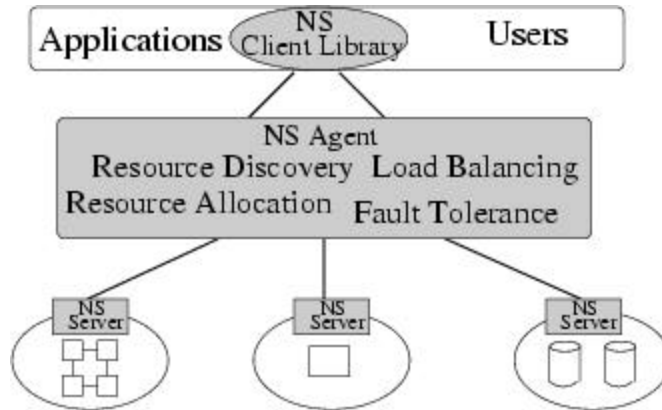 Applications
NS
Client Library
Users
NS Agent
Resource Discovery
Load Balancing
Resource Allocation
Fault Tolerance
NS
Server
NS
Server
NS
Server